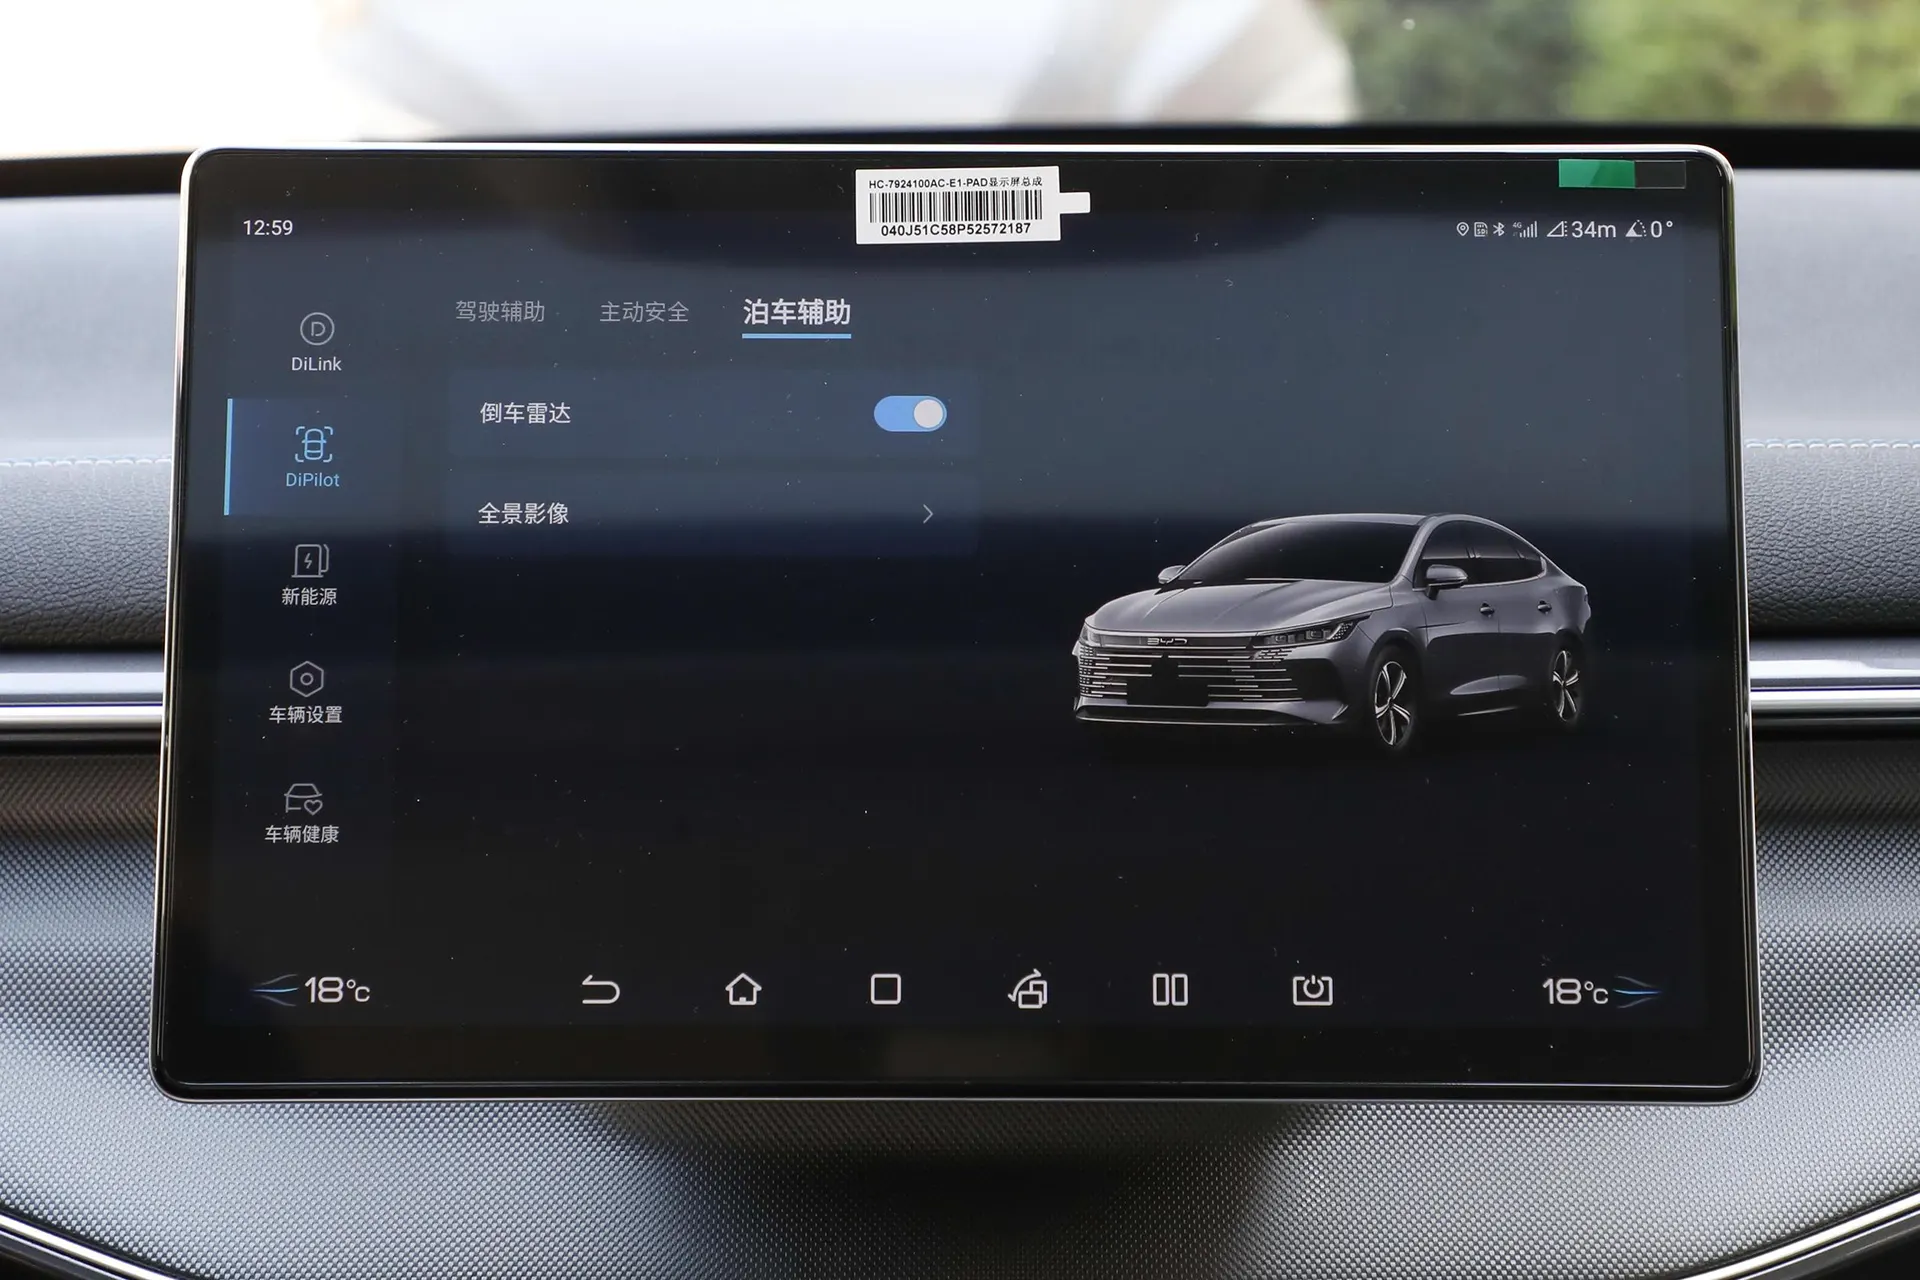 HC-7924100AC-E1-PAD显示屏总成
040J51C58P52572187
12:59
4G
34m
0°
DiLink
DiPilot
新能源
车辆设置
车辆健康
驾驶辅助
主动安全
泊车辅助
倒车雷达
全景影像
BYD
18°C
18°C